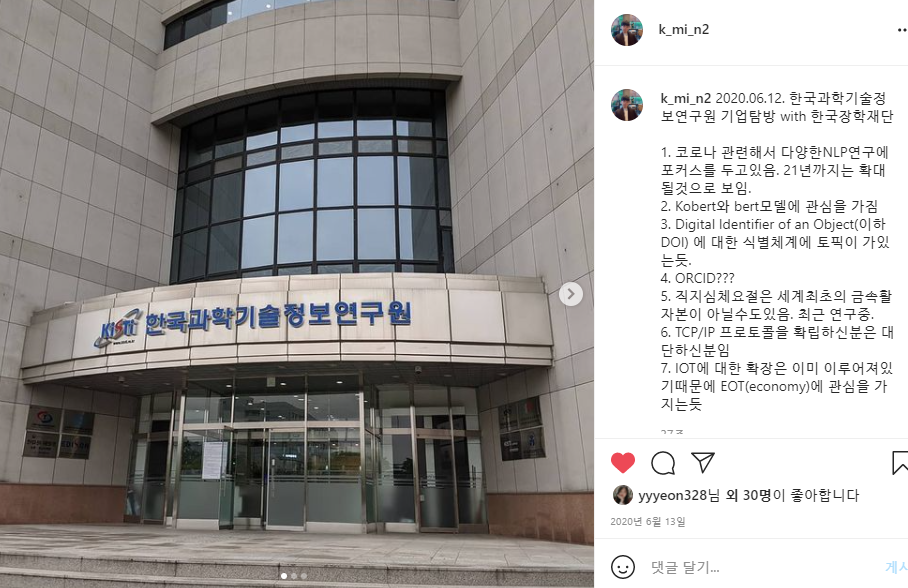 KiSTi 한국과학기술정보연구원
k_mi_n2
k_mi_n2 2020.06.12. 한국과학기술정
보연구원 기업탐방 with 한국장학재단
1. 코로나 관련해서 다양한NLP연구에
포커스를 두고있음. 21년까지는 확대
될것으로 보임.
2. Kobert와 bert모델에 관심을 가짐
3. Digital Identifier of an Object(이하
DOI) 에 대한 식별체계에 토픽이 가있
는듯.
4. ORCID???
5. 직지심체요절은 세계최초의 금속활
자본이 아닐수도있음. 최근 연구중.
6. TCP/IP 프로토콜을 확립하신분은 대
단하신분임
7. IOT에 대한 확장은 이미 이루어져있
기때문에 EOT(economy)에 관심을 가
지는듯
yyyeon328님 외 30명이 좋아합니다
2020년 6월 13일
댓글 달기...
게시